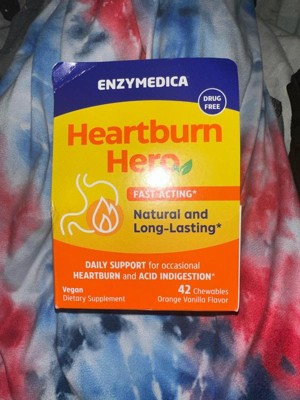 ENZYMEDICA
DRUG
FREE
Heartburn
Hero
FAST-ACTING*
Natural and
Long-Lasting*
DAILY SUPPORT for occasional
HEARTBURN and ACID INDIGESTION*
Vegan
Dietary Supplement
42 Chewables
Orange Vanilla Flavor